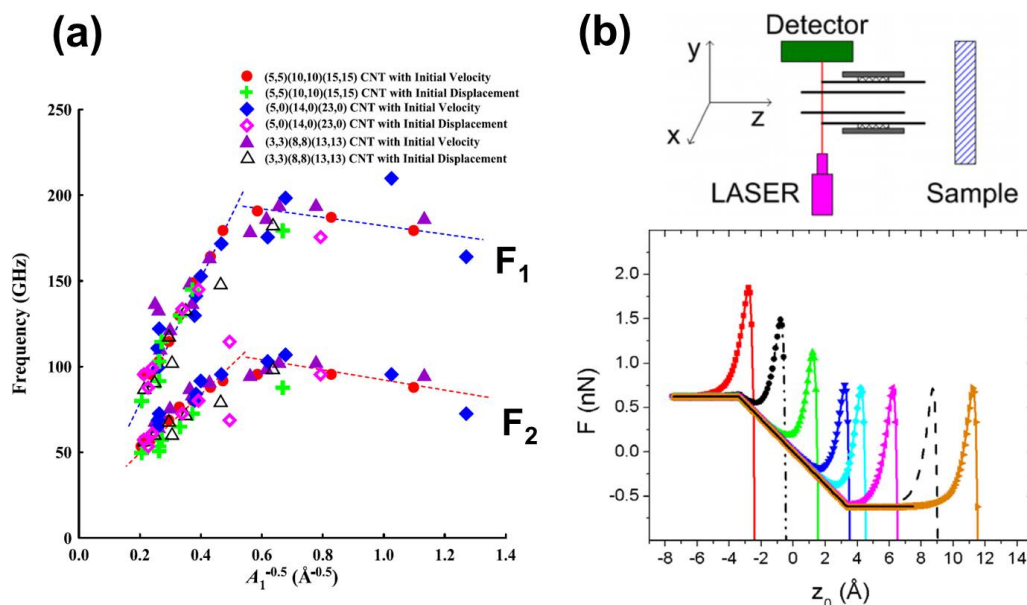 (a)
(5,5)(10,10)(15,15) CNT with Initial Velocity
(5,5)(10,10)(15,15) CNT with Initial Displacement
(5,0)(14,0)(23,0) CNT with Initial Velocity
(5,0)(14,0)(23,0) CNT with Initial Displacement
(3,3)(8,8)(13,13) CNT with Initial Velocity
(3,3)(8,8)(13,13) CNT with Initial Displacement
250
200
150
100
50
0
Frequency (GHz)
F₁
F₂
0.0 0.2 0.4 0.6 0.8 1.0 1.2 1.4
A₁⁻⁰·⁵ (Å⁻⁰·⁵)
(b)
Detector
y
z
x
LASER
Sample
2.0
1.5
1.0
0.5
0.0
-0.5
F (nN)
-8 -6 -4 -2 0 2 4 6 8 10 12 14
z₀ (Å)